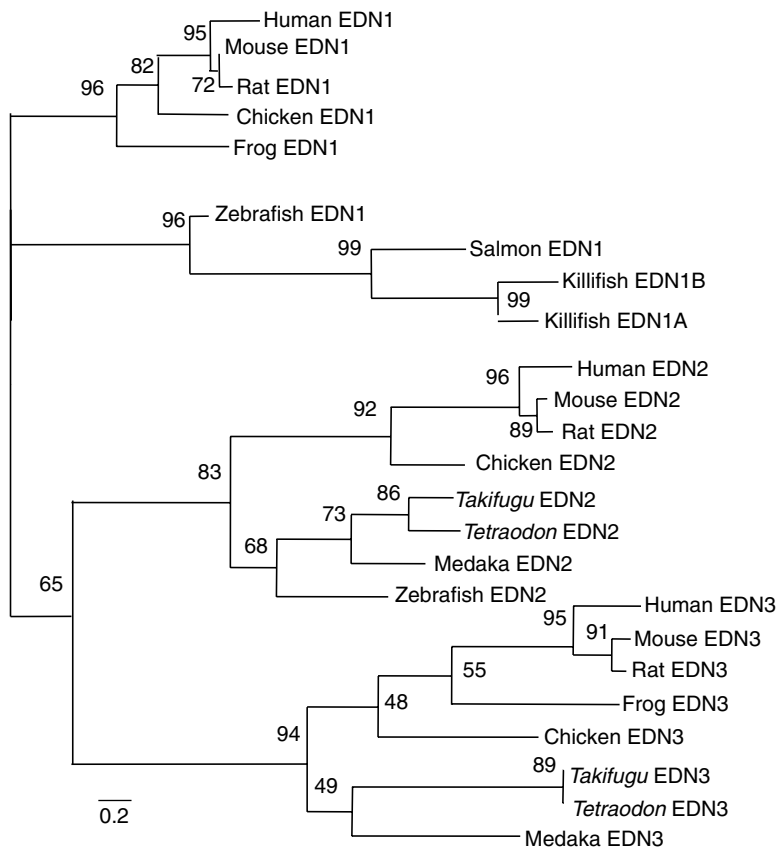 Human EDN1
95
Mouse EDN1
82
72
Rat EDN1
96
Chicken EDN1
Frog EDN1
96
Zebrafish EDN1
99
Salmon EDN1
Killifish EDN1B
99
Killifish EDN1A
Human EDN2
96
Mouse EDN2
92
89
Rat EDN2
Chicken EDN2
83
86
Takifugu EDN2
73
Tetraodon EDN2
68
Medaka EDN2
65
Zebrafish EDN2
Human EDN3
95
91
Mouse EDN3
55
Rat EDN3
48
Frog EDN3
94
Chicken EDN3
89
Takifugu EDN3
49
Tetraodon EDN3
0.2
Medaka EDN3